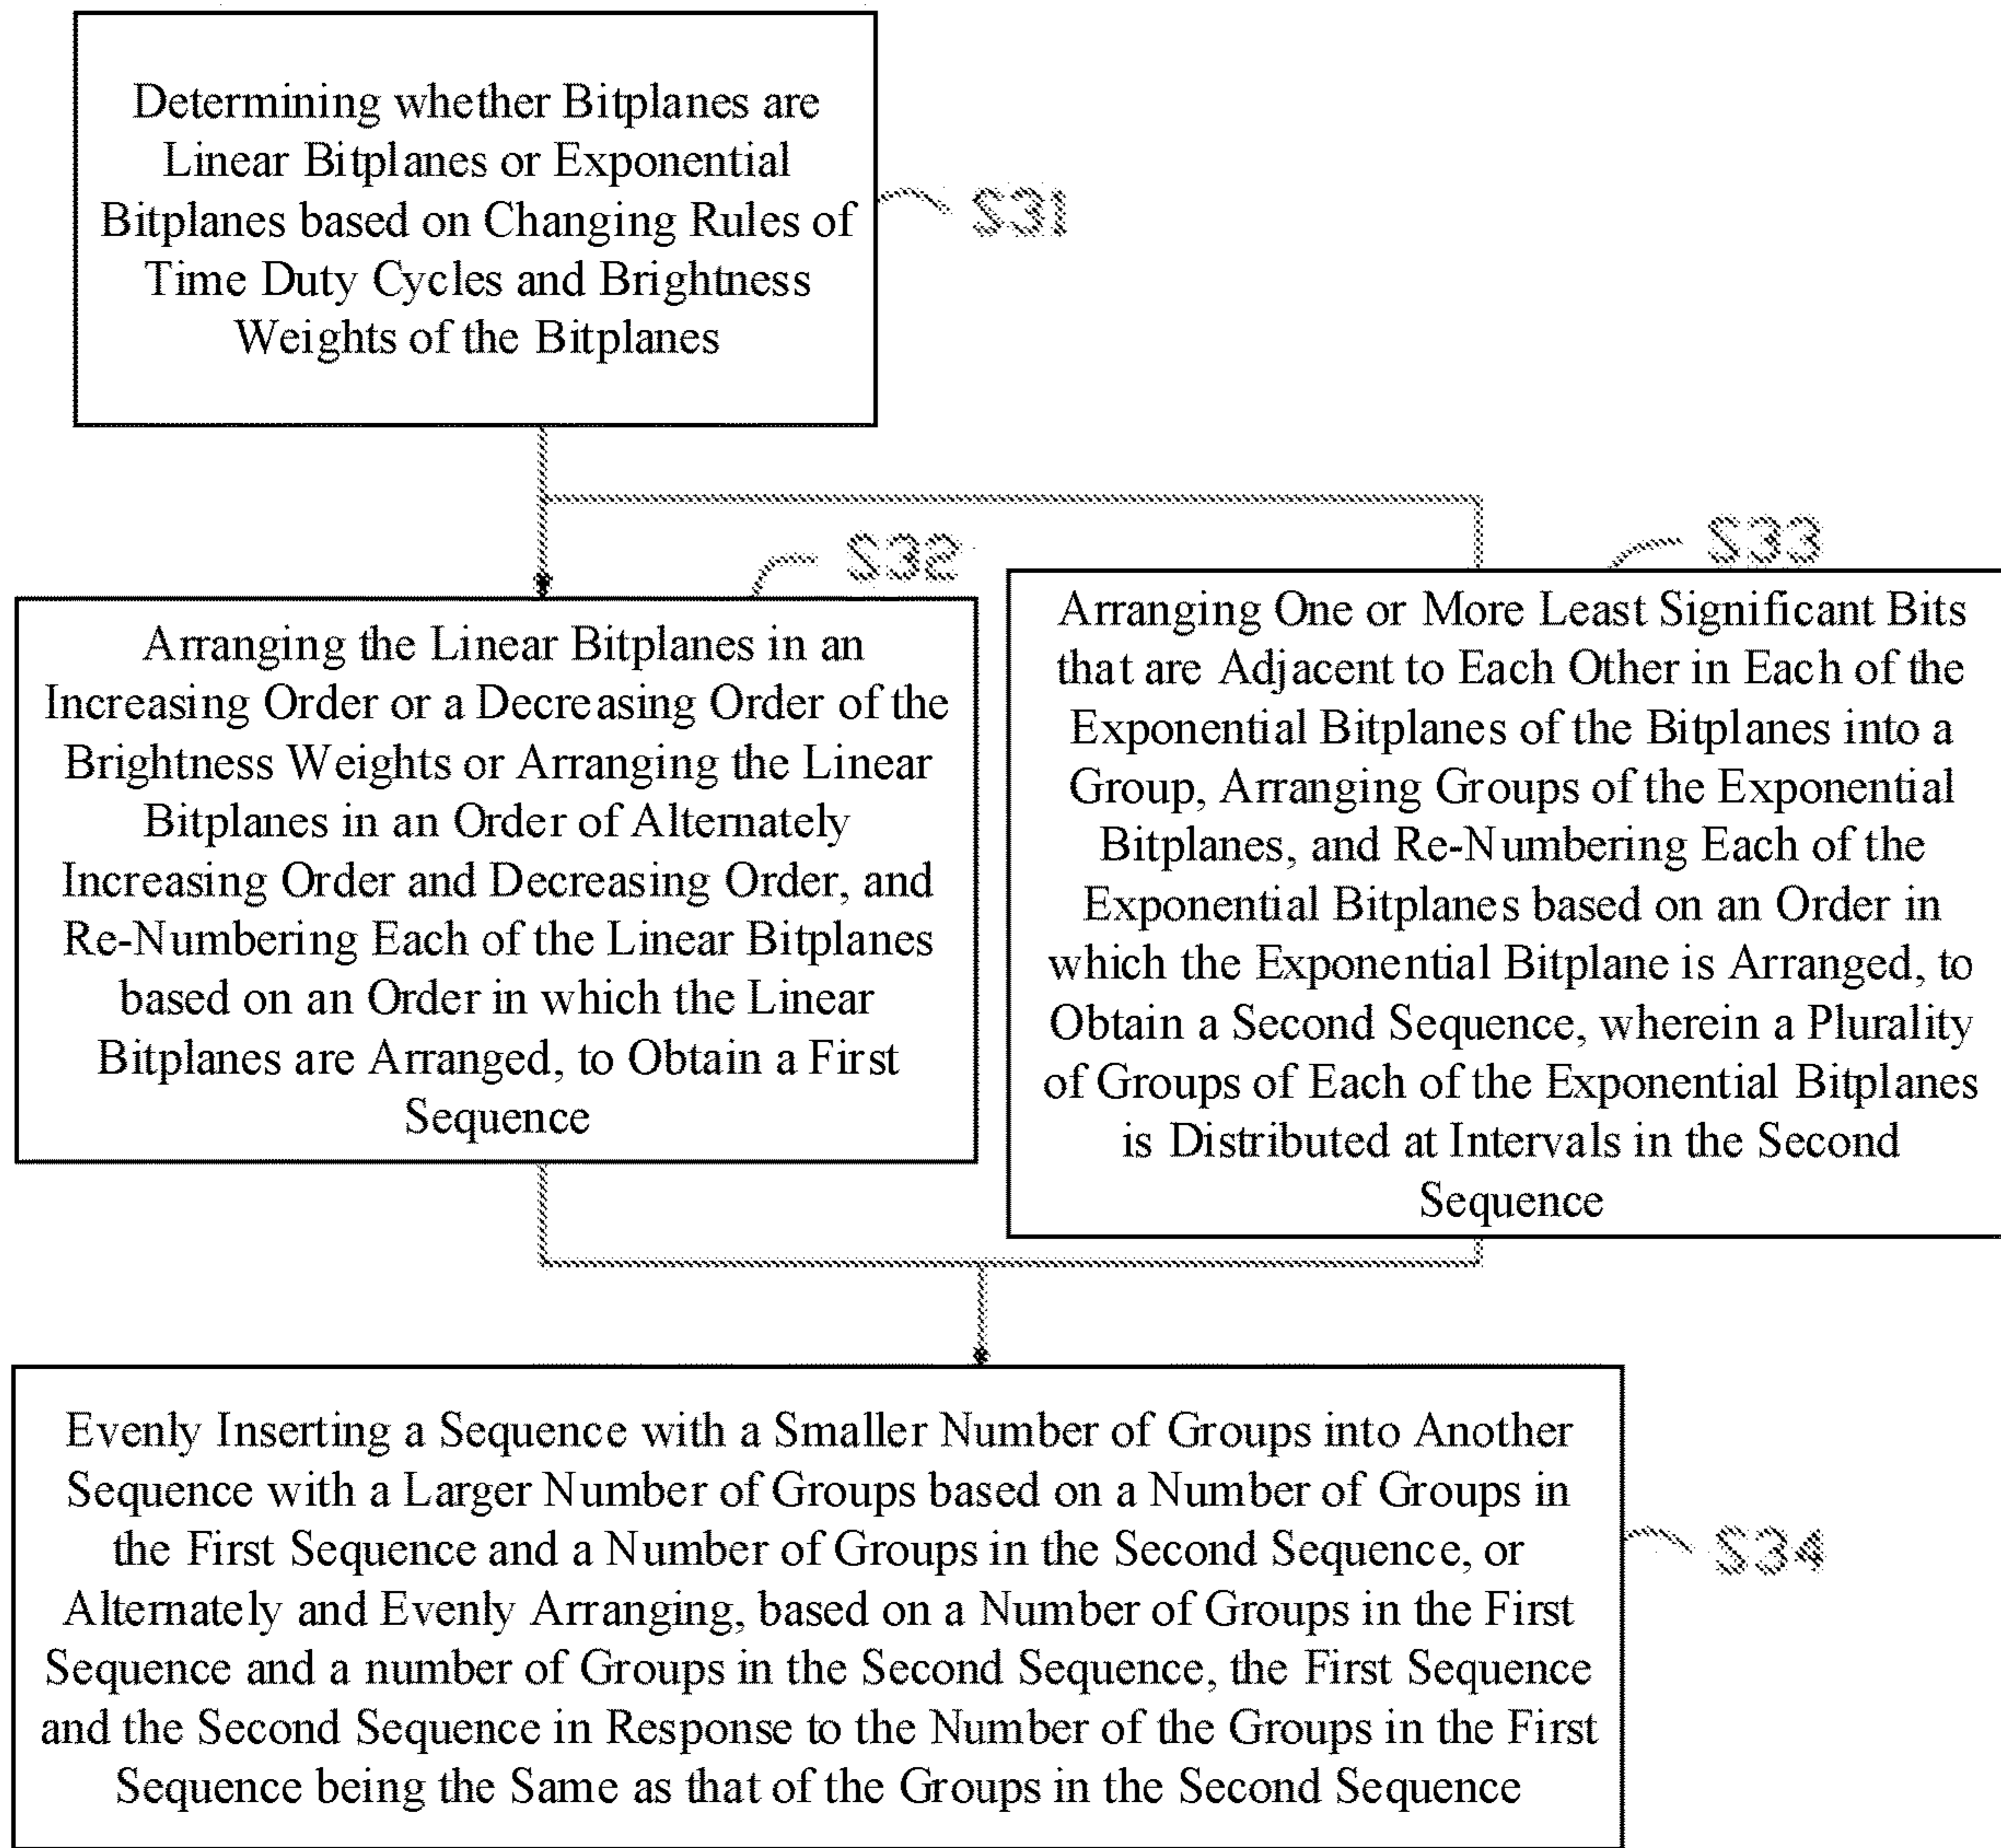 Determining whether Bitplanes are
Linear Bitplanes or Exponential
Bitplanes based on Changing Rules of
Time Duty Cycles and Brightness
Weights of the Bitplanes
S31
S32
Arranging the Linear Bitplanes in an
Increasing Order or a Decreasing Order of the
Brightness Weights or Arranging the Linear
Bitplanes in an Order of Alternately
Increasing Order and Decreasing Order, and
Re-Numbering Each of the Linear Bitplanes
based on an Order in which the Linear
Bitplanes are Arranged, to Obtain a First
Sequence
S33
Arranging One or More Least Significant Bits
that are Adjacent to Each Other in Each of the
Exponential Bitplanes of the Bitplanes into a
Group, Arranging Groups of the Exponential
Bitplanes, and Re-Numbering Each of the
Exponential Bitplanes based on an Order in
which the Exponential Bitplane is Arranged, to
Obtain a Second Sequence, wherein a Plurality
of Groups of Each of the Exponential Bitplanes
is Distributed at Intervals in the Second
Sequence
Evenly Inserting a Sequence with a Smaller Number of Groups into Another
Sequence with a Larger Number of Groups based on a Number of Groups in
the First Sequence and a Number of Groups in the Second Sequence, or
Alternately and Evenly Arranging, based on a Number of Groups in the First
Sequence and a number of Groups in the Second Sequence, the First Sequence
and the Second Sequence in Response to the Number of the Groups in the First
Sequence being the Same as that of the Groups in the Second Sequence
S34